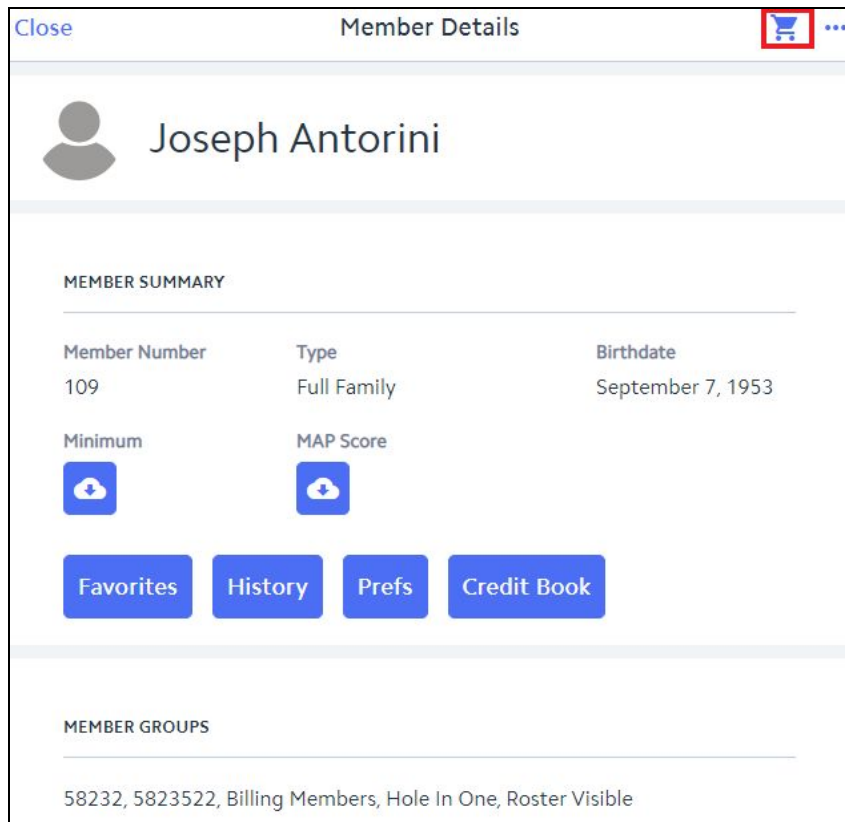 Close Member Details
Joseph Antorini
MEMBER SUMMARY
Member Number Type Birthdate
109 Full Family September 7, 1953
Minimum MAP Score
Favorites History Prefs Credit Book
MEMBER GROUPS
58232, 5823522, Billing Members, Hole In One, Roster Visible